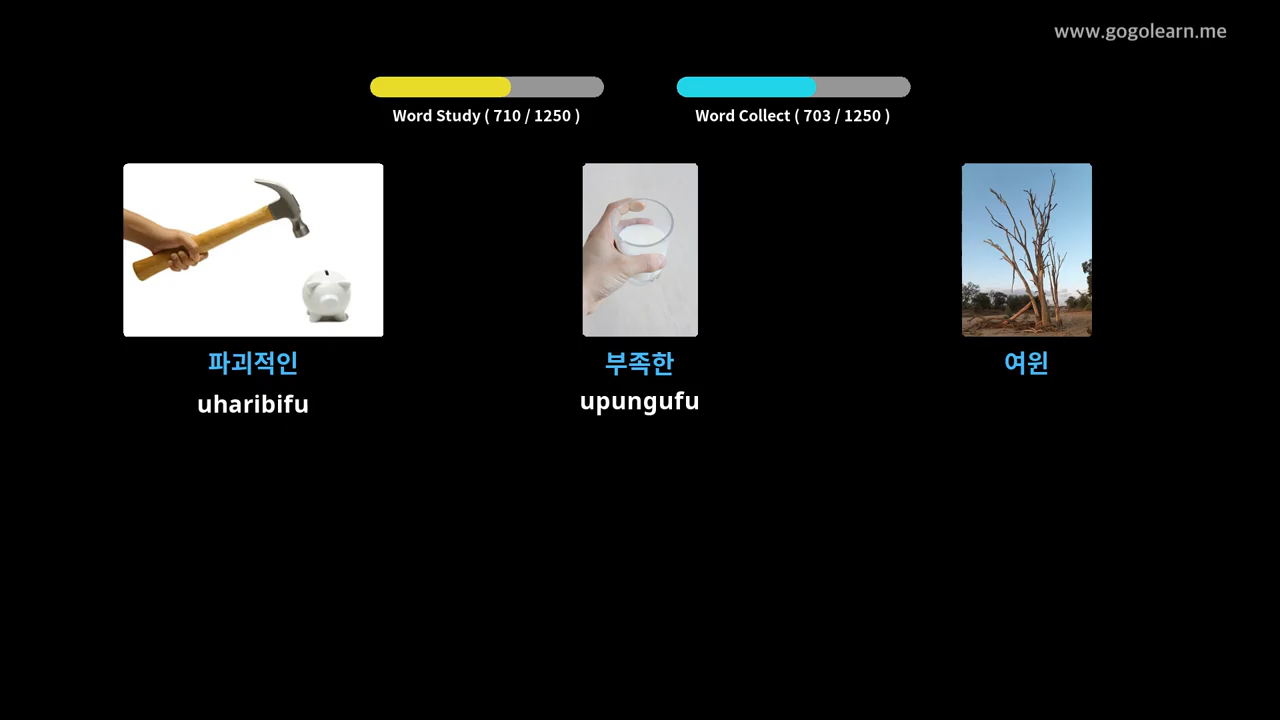 www.gogolearn.me
Word Study ( 710 / 1250 )
Word Collect ( 703 / 1250 )
파괴적인
부족한
여윈
uharibifu
upungufu